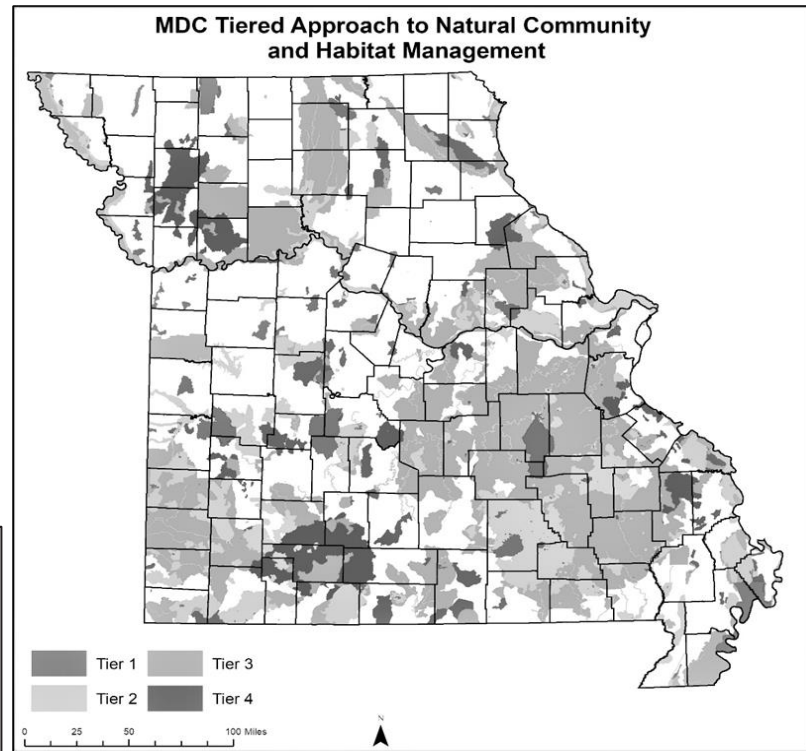 MDC Tiered Approach to Natural Community
and Habitat Management
Tier 1
Tier 3
Tier 2
Tier 4
0 25 50 100 Miles
N